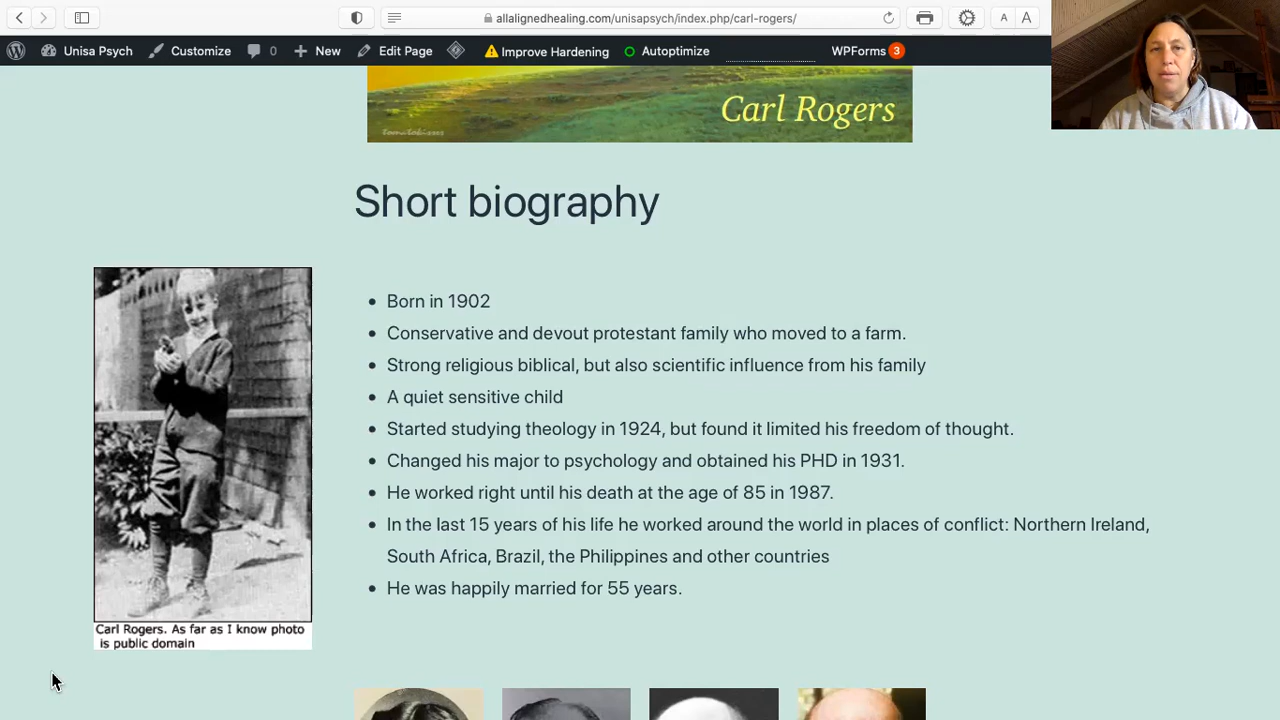 allalignedhealing.com/unisapsych/index.php/carl-rogers/
A A
Unisa Psych Customize 0 New Edit Page Improve Hardening Autoptimize WPForms 3
Carl Rogers
tomitakisses
Short biography
• Born in 1902
• Conservative and devout protestant family who moved to a farm.
• Strong religious biblical, but also scientific influence from his family
• A quiet sensitive child
• Started studying theology in 1924, but found it limited his freedom of thought.
• Changed his major to psychology and obtained his PHD in 1931.
• He worked right until his death at the age of 85 in 1987.
• In the last 15 years of his life he worked around the world in places of conflict: Northern Ireland,
South Africa, Brazil, the Philippines and other countries
• He was happily married for 55 years.
Carl Rogers. As far as I know photo
is public domain